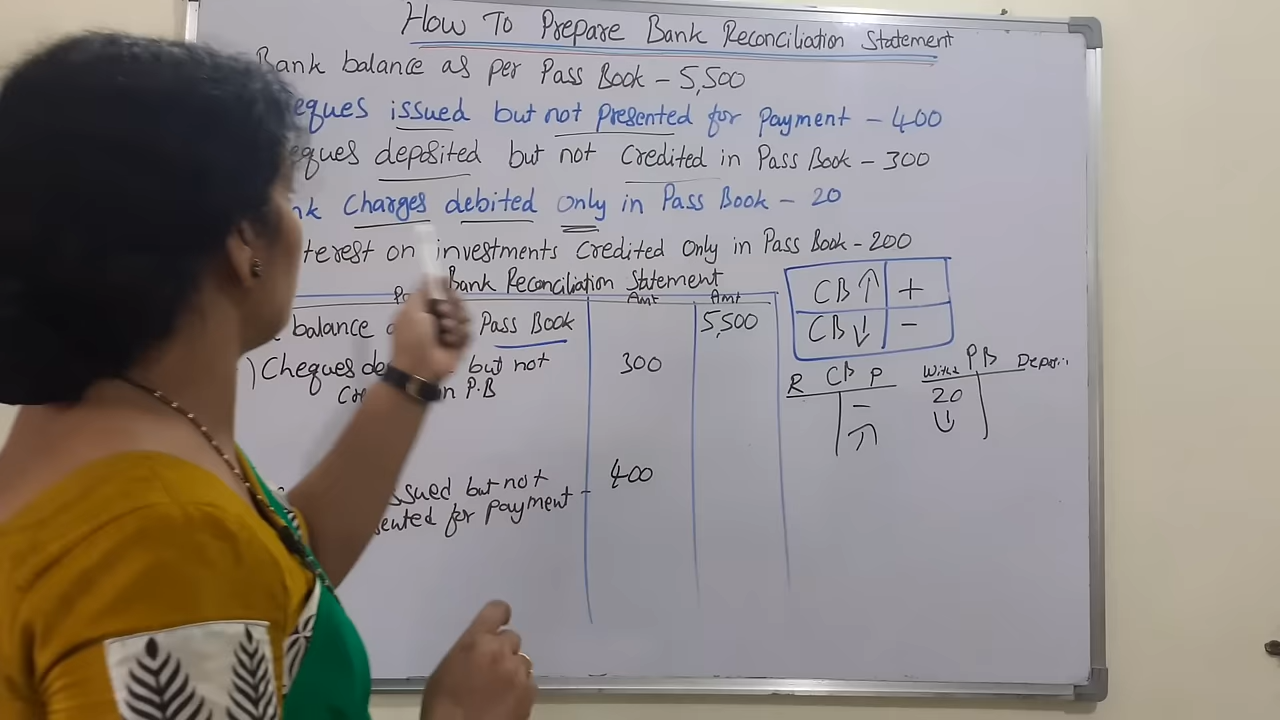 How To Prepare Bank Reconciliation Statement
Bank balance as per Pass Book - 5,500
eques issued but not presented for payment - 400
eques deposited but not credited in Pass Book - 300
nk charges debited only in Pass Book - 20
terest on investments credited only in Pass Book - 200
Bank Reconciliation Statement
Amt Amt
balance Pass Book 5,500
1) Cheques de but not 300
n P.B
ssued but not 400
sented for payment -
CB ↑ +
CB ↓ -
R CB P
PB
20
-
↑
↓